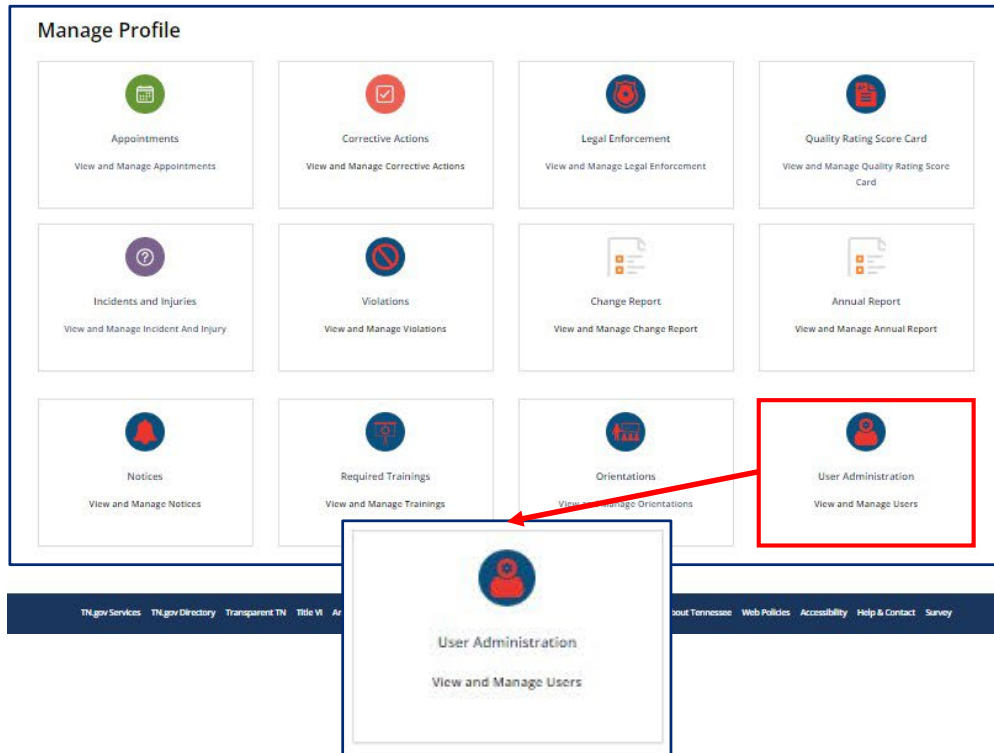 Manage Profile
Appointments
View and Manage Appointments
Corrective Actions
View and Manage Corrective Actions
Legal Enforcement
View and Manage Legal Enforcement
Quality Rating Score Card
View and Manage Quality Rating Score
Card
Incidents and Injuries
View and Manage Incident And Injury
Violations
View and Manage Violations
Change Report
View and Manage Change Report
Annual Report
View and Manage Annual Report
Notices
View and Manage Notices
Required Trainings
View and Manage Trainings
Orientations
View and Manage Orientations
User Administration
View and Manage Users
TN.gov Services TN.gov Directory Transparent TN Title VI Tennessee Web Policies Accessibility Help & Contact Survey
User Administration
View and Manage Users